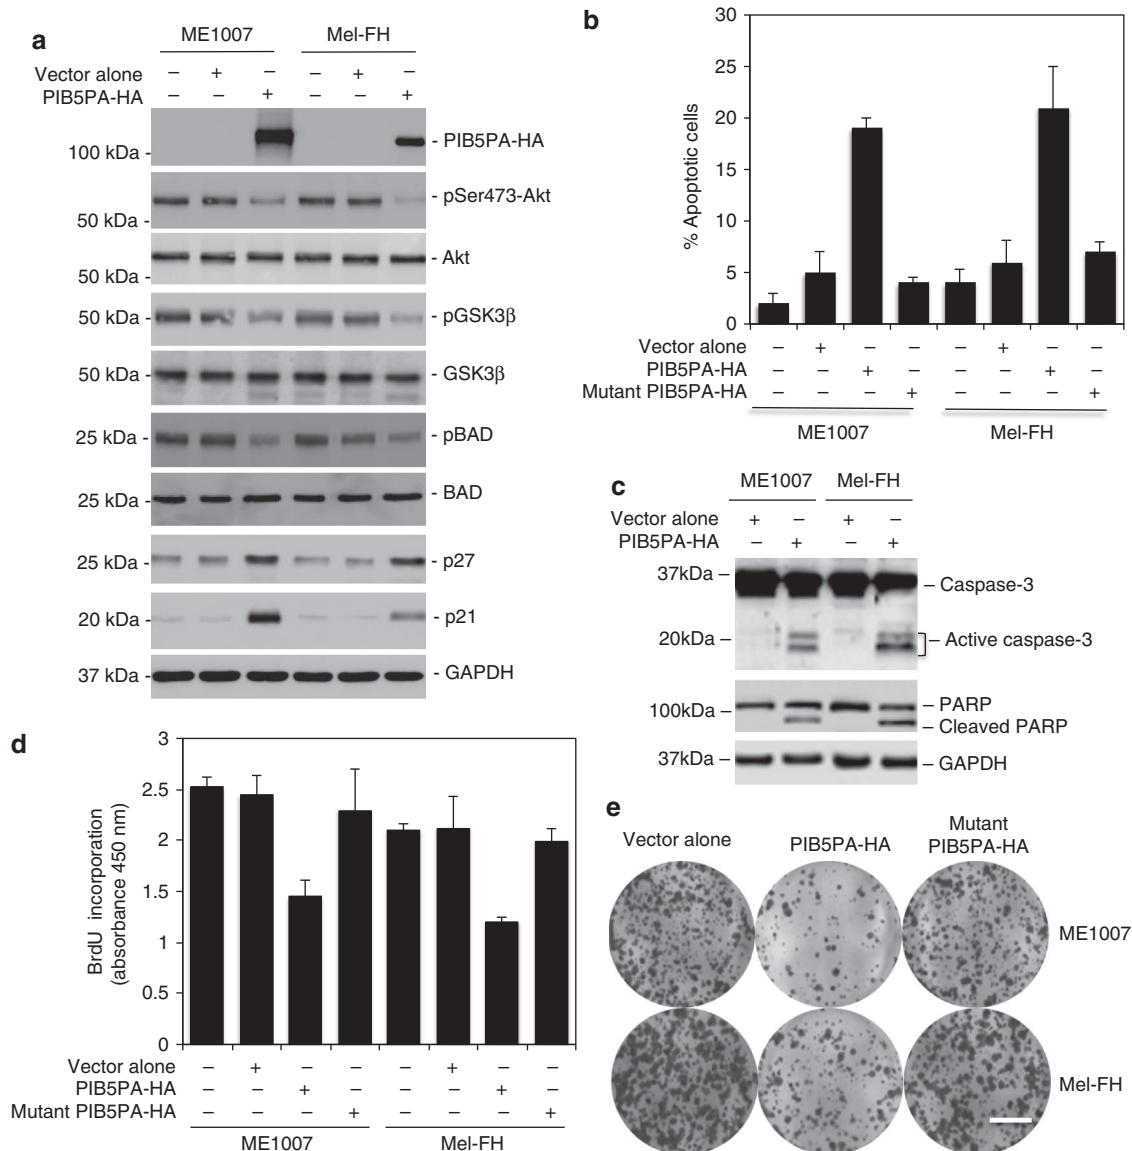 a
ME1007 Mel-FH
Vector alone – + – – + –
PIB5PA-HA – – + – – +
100 kDa - - PIB5PA-HA
- pSer473-Akt
50 kDa -
- Akt
50 kDa -
50 kDa - - pGSK3β
50 kDa - - GSK3β
25 kDa - - pBAD
25 kDa - - BAD
25 kDa - - p27
20 kDa - - p21
37 kDa - - GAPDH
b
% Apoptotic cells
30
25
20
15
10
5
0
Vector alone – + – – – + – –
PIB5PA-HA – – + – – – + –
Mutant PIB5PA-HA – – – + – – – +
ME1007 Mel-FH
c
ME1007 Mel-FH
Vector alone + – + –
PIB5PA-HA – + – +
37kDa – – Caspase-3
20kDa – – Active caspase-3
– PARP
100kDa –
– Cleaved PARP
37kDa – – GAPDH
d
BrdU incorporation
(absorbance 450 nm)
3
2.5
2
1.5
1
0.5
0
Vector alone – + – – – + – –
PIB5PA-HA – – + – – – + –
Mutant PIB5PA-HA – – – + – – – +
ME1007 Mel-FH
e
Vector alone PIB5PA-HA Mutant
PIB5PA-HA
ME1007
Mel-FH